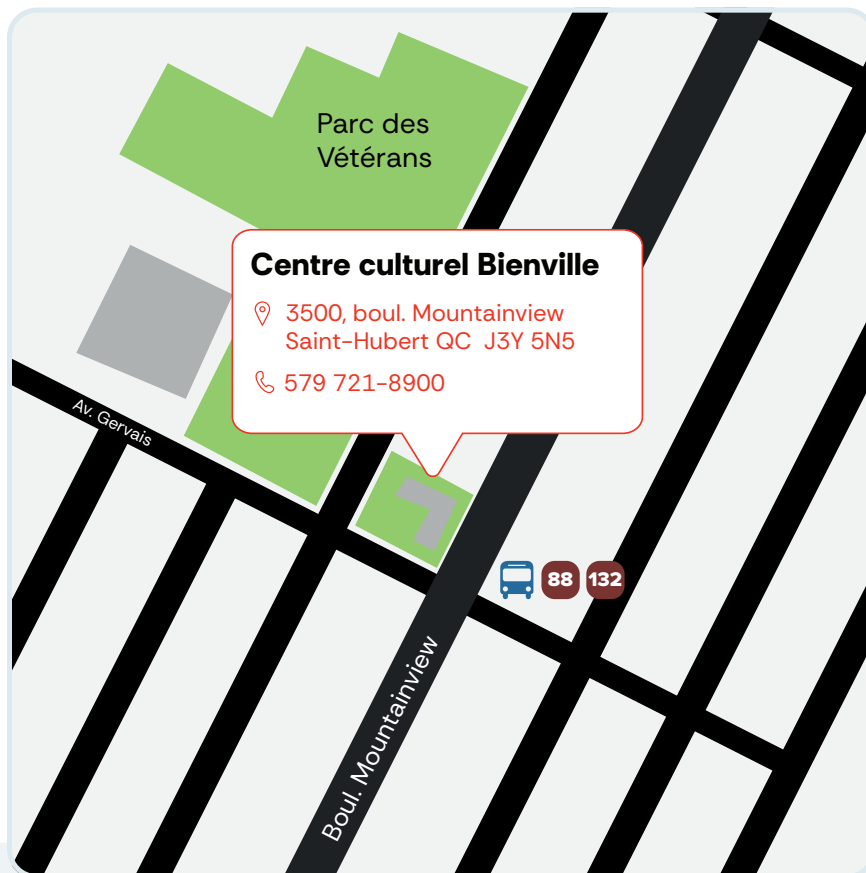 Parc des
Vétérans
Centre culturel Bienville
3500, boul. Mountainview
Saint-Hubert QC  J3Y 5N5
579 721-8900
Av. Gervais
88 132
Boul. Mountainview